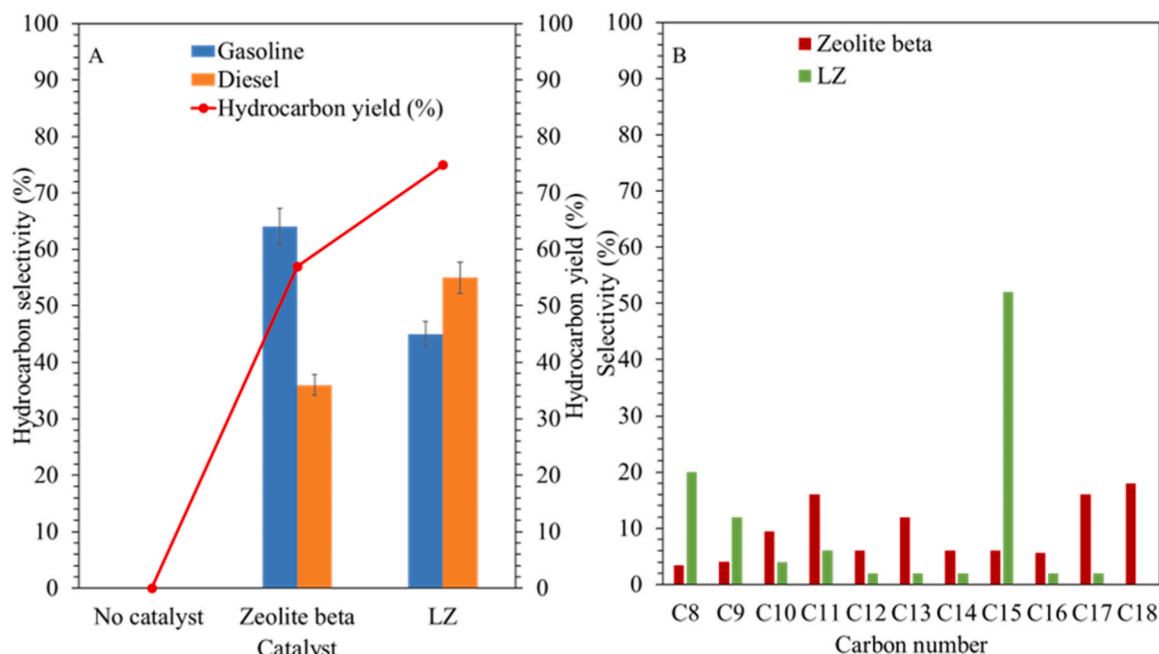 A
Gasoline
Diesel
Hydrocarbon yield (%)
Hydrocarbon selectivity (%)
100
90
80
70
60
50
40
30
20
10
0
No catalyst Zeolite beta LZ
Catalyst
100
90
80
70
60
50
40
30
20
10
0
Hydrocarbon yield (%)
B
Zeolite beta
LZ
Selectivity (%)
100
90
80
70
60
50
40
30
20
10
0
C8 C9 C10 C11 C12 C13 C14 C15 C16 C17 C18
Carbon number